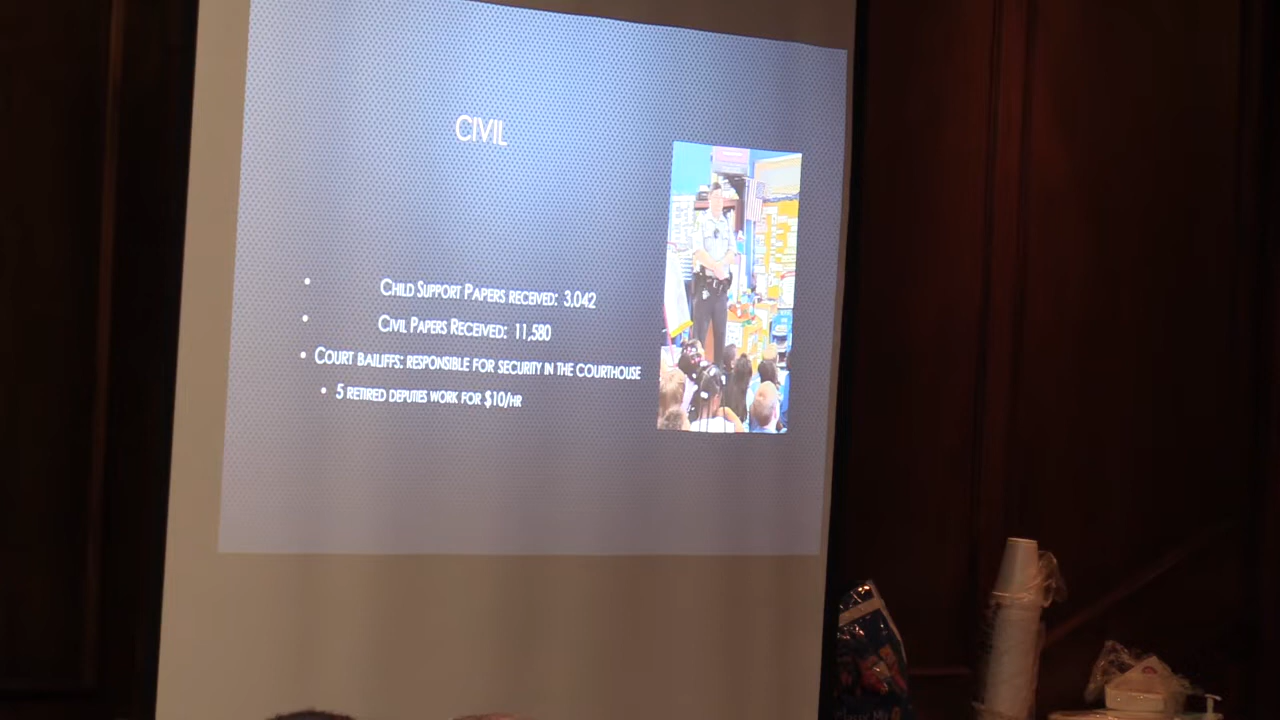 CIVIL
• CHILD SUPPORT PAPERS RECEIVED: 3,042
• CIVIL PAPERS RECEIVED: 11,580
• COURT BAILIFFS: RESPONSIBLE FOR SECURITY IN THE COURTHOUSE
• 5 RETIRED DEPUTIES WORK FOR $10/HR